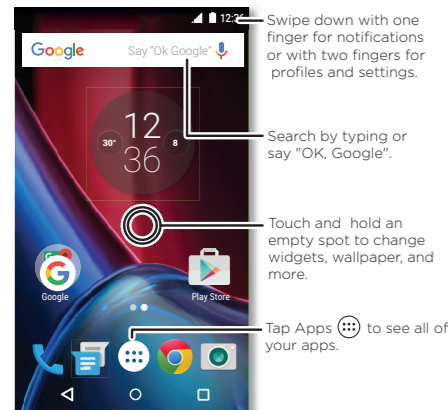 12:36
Swipe down with one
finger for notifications
or with two fingers for
profiles and settings.
Google
Say "Ok Google"
12
36
30°
8
Search by typing or
say "OK, Google".
Touch and hold an
empty spot to change
widgets, wallpaper, and
more.
G
Google
Play Store
Tap Apps to see all of
your apps.